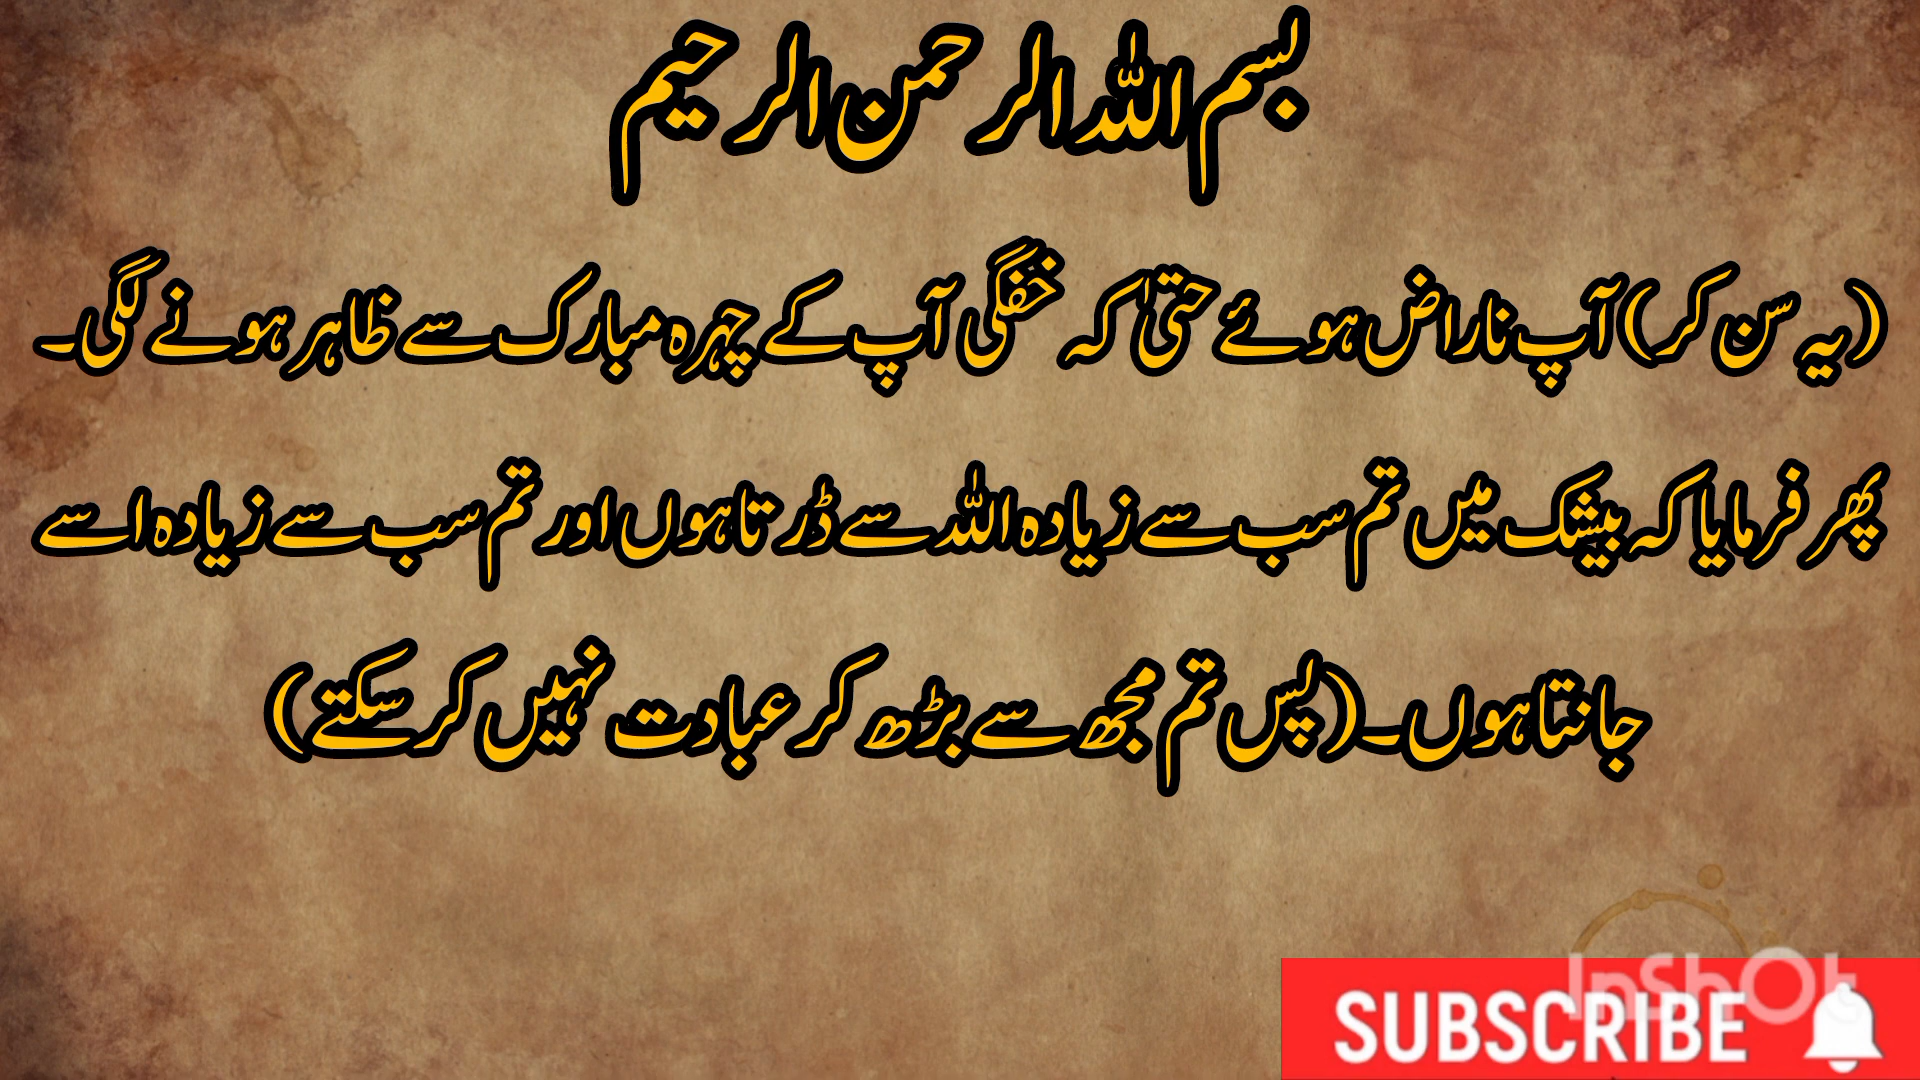 بسم اللہ الرحمن الرحیم
(یہ سن کر) آپ ناراض ہوئے حتیٰ کہ خفگی آپ کے چہرہ مبارک سے ظاہر ہونے لگی۔
پھر فرمایا کہ بیشک میں تم سب سے زیادہ اللہ سے ڈرتا ہوں اور تم سب سے زیادہ اسے
جانتا ہوں۔ (پس تم مجھ سے بڑھ کر عبادت نہیں کر سکتے)
InShOt
SUBSCRIBE